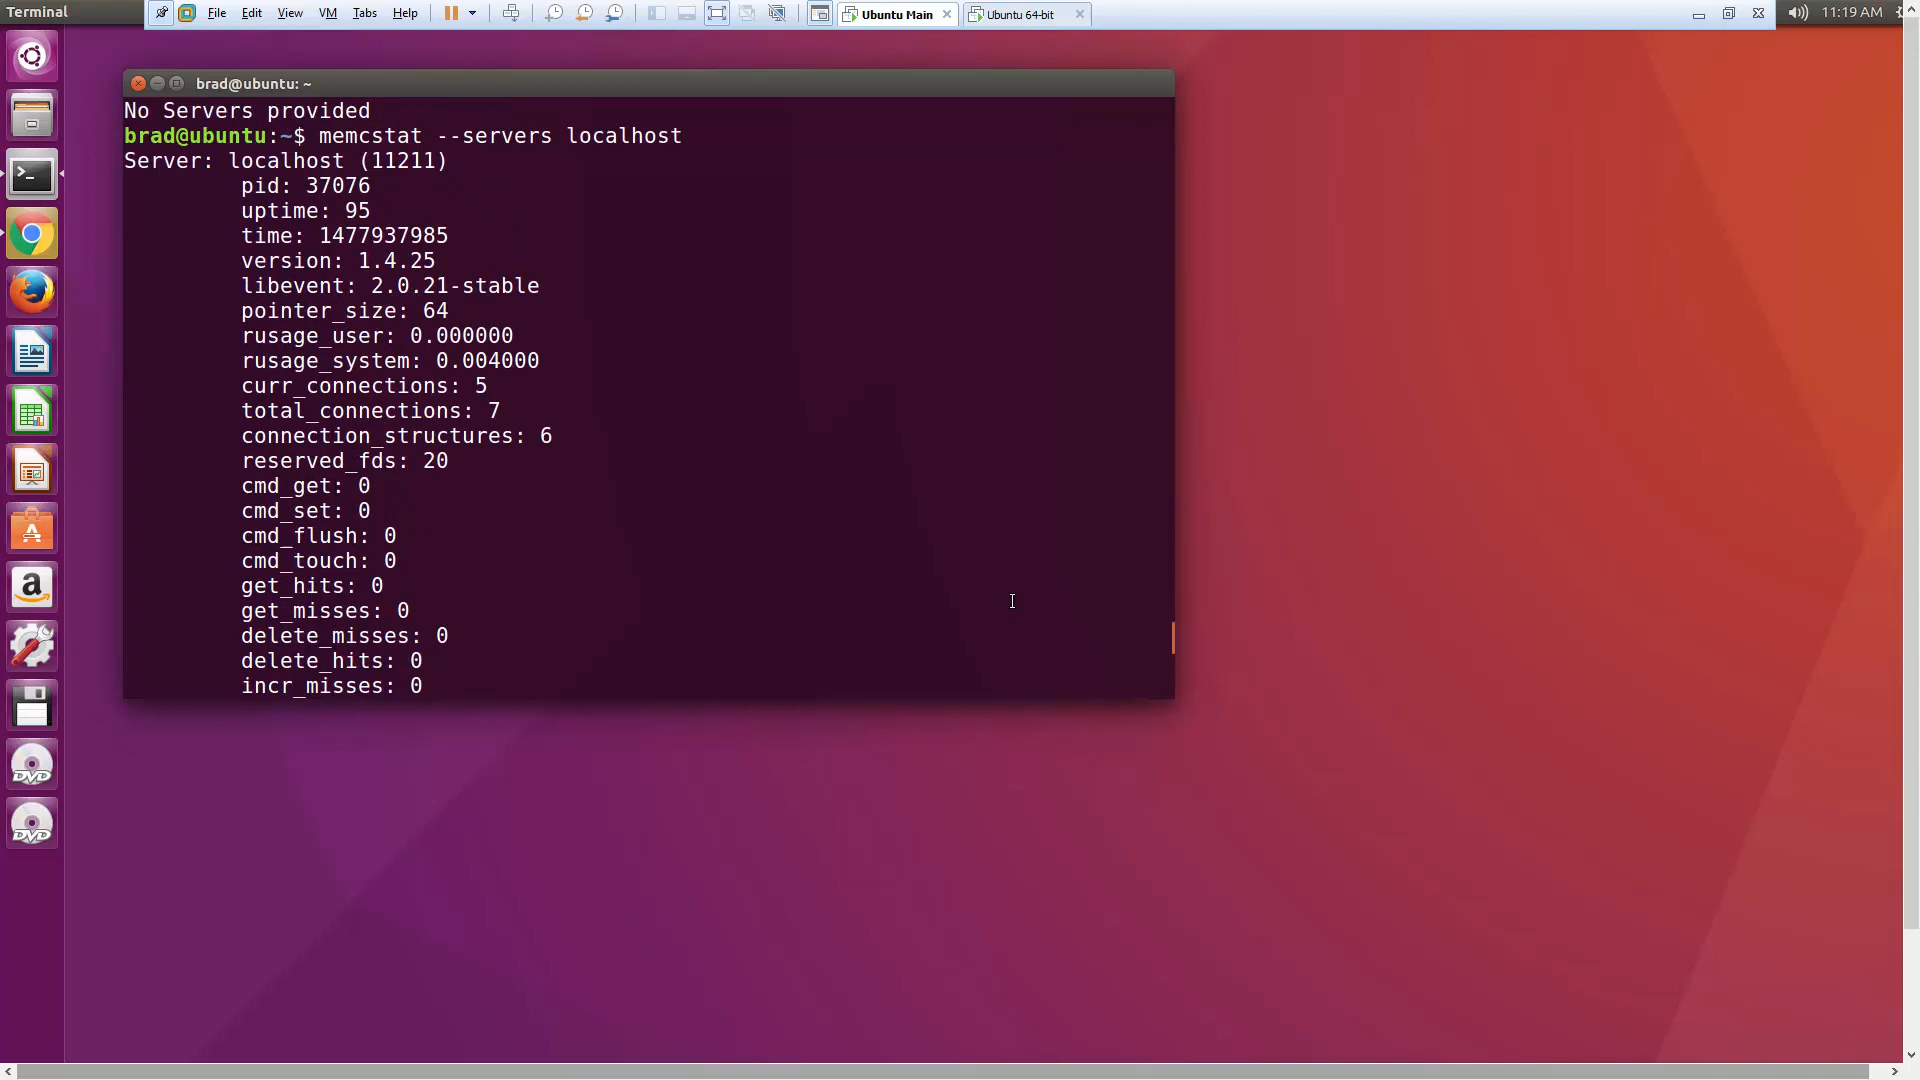 Terminal
File Edit View VM Tabs Help
Ubuntu Main
Ubuntu 64-bit
11:19 AM
brad@ubuntu: ~
No Servers provided
brad@ubuntu:~$ memcstat --servers localhost
Server: localhost (11211)
pid: 37076
uptime: 95
time: 1477937985
version: 1.4.25
libevent: 2.0.21-stable
pointer_size: 64
rusage_user: 0.000000
rusage_system: 0.004000
curr_connections: 5
total_connections: 7
connection_structures: 6
reserved_fds: 20
cmd_get: 0
cmd_set: 0
cmd_flush: 0
cmd_touch: 0
get_hits: 0
get_misses: 0
delete_misses: 0
delete_hits: 0
incr_misses: 0
DVD
DVD